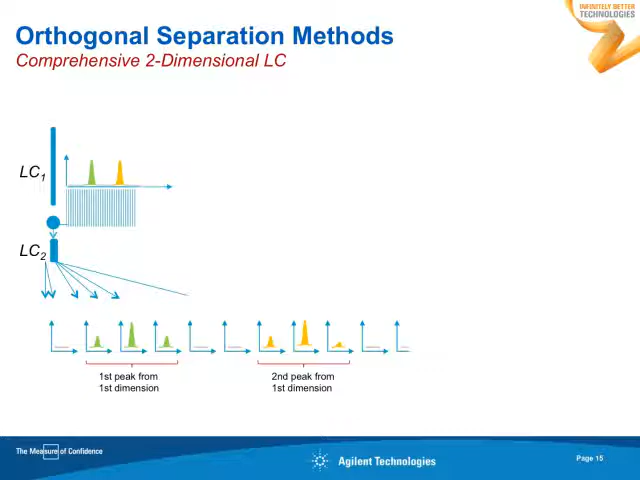 INFINITELY BETTER
TECHNOLOGIES
Orthogonal Separation Methods
Comprehensive 2-Dimensional LC
LC1
LC2
1st peak from
1st dimension
2nd peak from
1st dimension
The Measure of Confidence
Agilent Technologies
Page 15